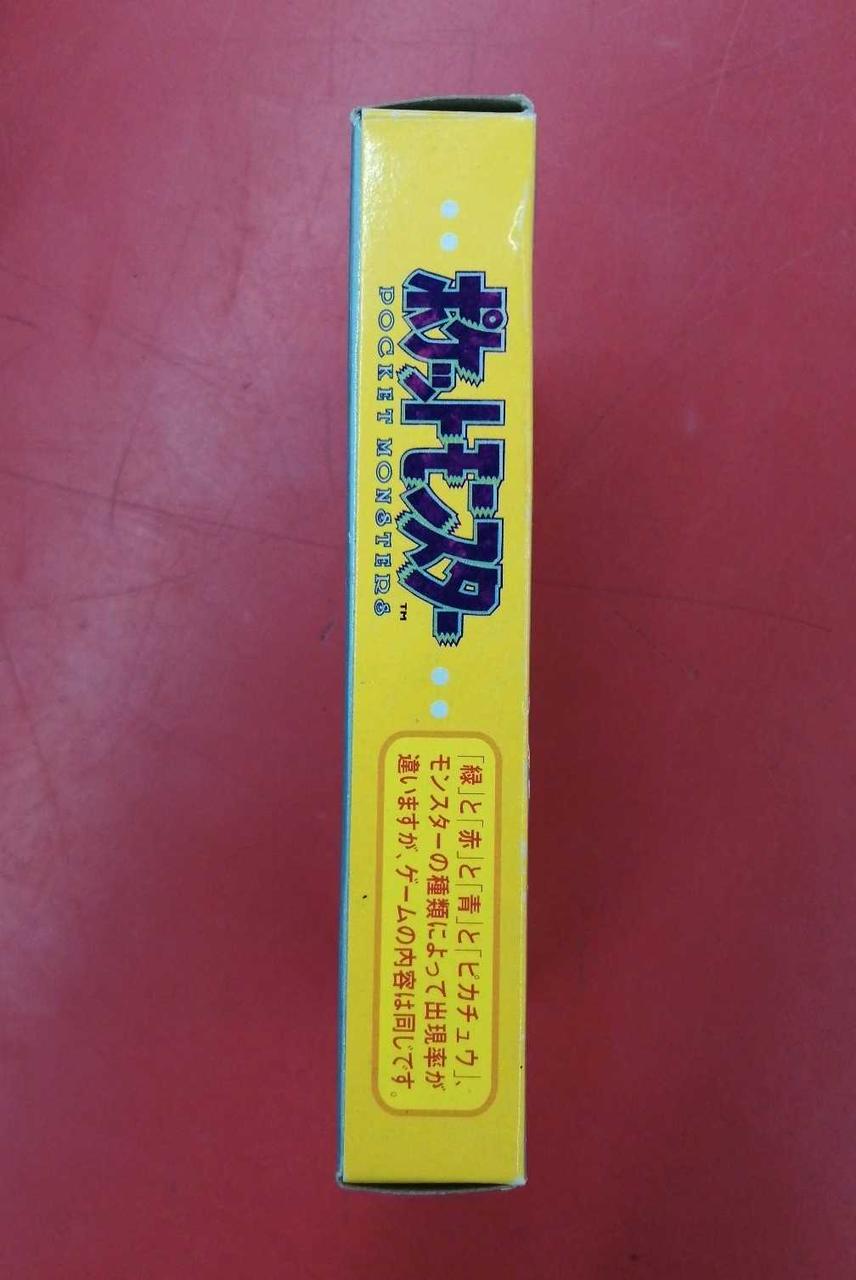 ポケットモンスター
POCKET MONSTERS™
「緑」と「赤」と「青」と「ピカチュウ」、
モンスターの種類によって出現率が
違いますが、ゲームの内容は同じです。